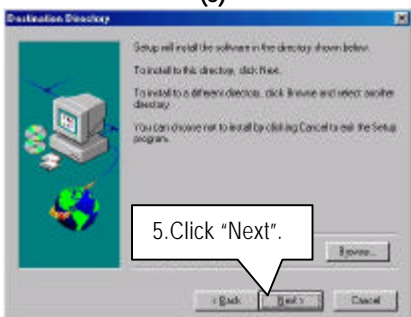 (3)
Destination Directory
Setup will install the software in the directory shown below.
To install to this directory, click Next.
To install to a different directory, click Browse and select another
directory.
You can choose not to install by clicking Cancel to exit the Setup
program.
5.Click “Next”.
Browse...
< Back
Next >
Cancel